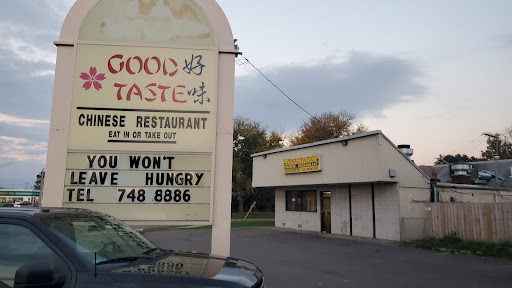 GOOD 好
TASTE 味
CHINESE RESTAURANT
EAT IN OR TAKE OUT
YOU WON'T
LEAVE HUNGRY
TEL 748 8886